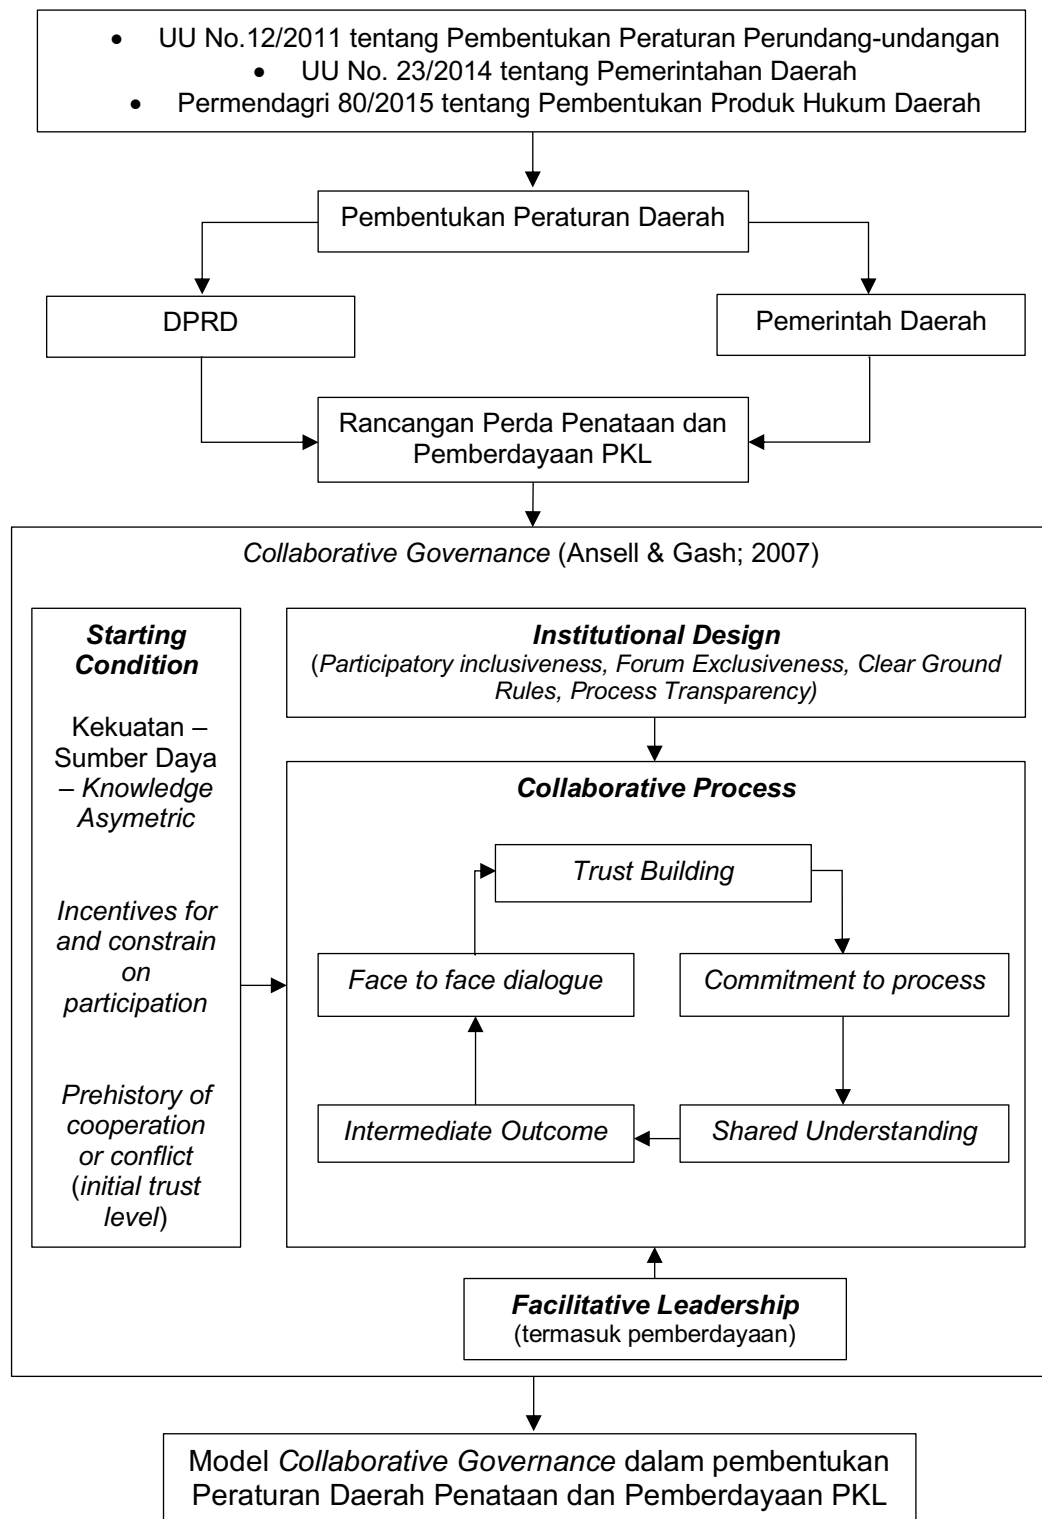 • UU No.12/2011 tentang Pembentukan Peraturan Perundang-undangan
• UU No. 23/2014 tentang Pemerintahan Daerah
• Permendagri 80/2015 tentang Pembentukan Produk Hukum Daerah
Pembentukan Peraturan Daerah
DPRD
Pemerintah Daerah
Rancangan Perda Penataan dan
Pemberdayaan PKL
Collaborative Governance (Ansell & Gash; 2007)
Starting
Condition
Kekuatan –
Sumber Daya
– Knowledge
Asymetric
Incentives for
and constrain
on
participation
Prehistory of
cooperation
or conflict
(initial trust
level)
Institutional Design
(Participatory inclusiveness, Forum Exclusiveness, Clear Ground
Rules, Process Transparency)
Collaborative Process
Trust Building
Face to face dialogue
Commitment to process
Intermediate Outcome
Shared Understanding
Facilitative Leadership
(termasuk pemberdayaan)
Model Collaborative Governance dalam pembentukan
Peraturan Daerah Penataan dan Pemberdayaan PKL